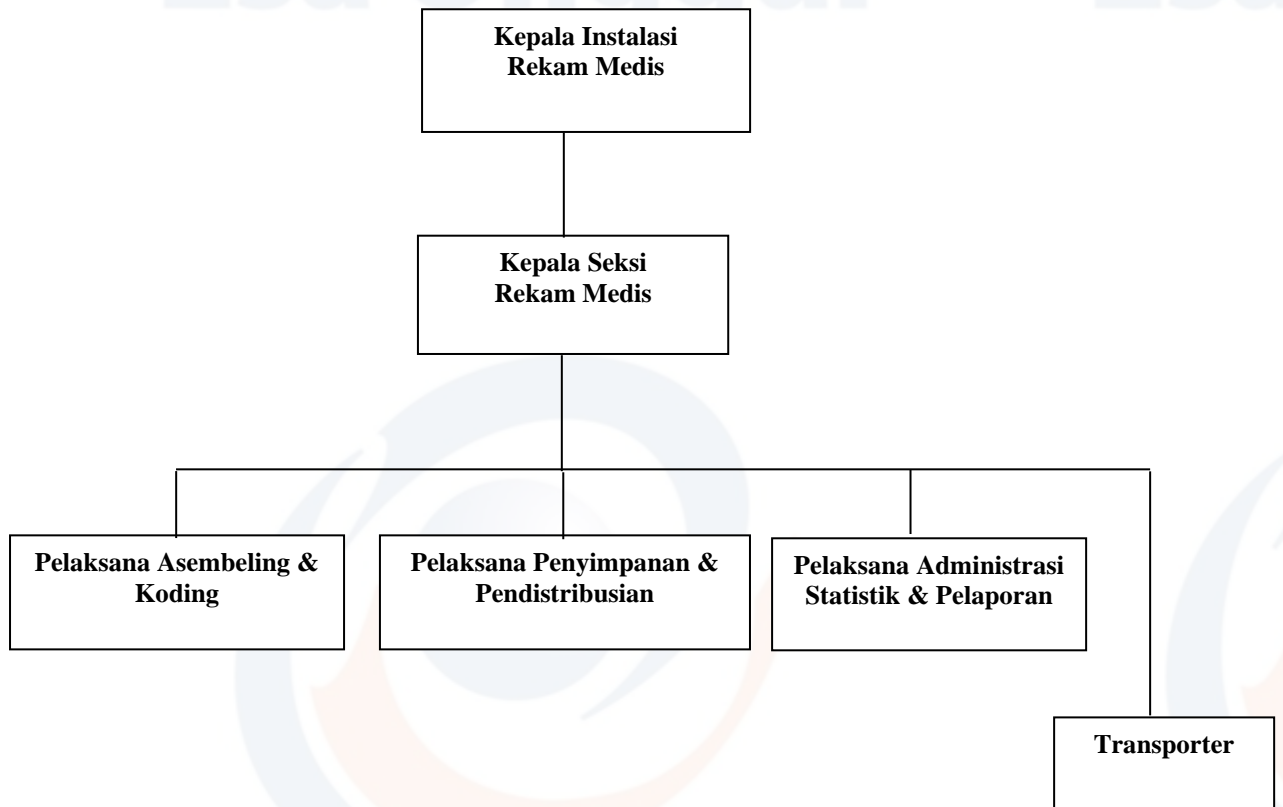 Kepala Instalasi
Rekam Medis
Kepala Seksi
Rekam Medis
Pelaksana Asembeling &
Koding
Pelaksana Penyimpanan &
Pendistribusian
Pelaksana Administrasi
Statistik & Pelaporan
Transporter